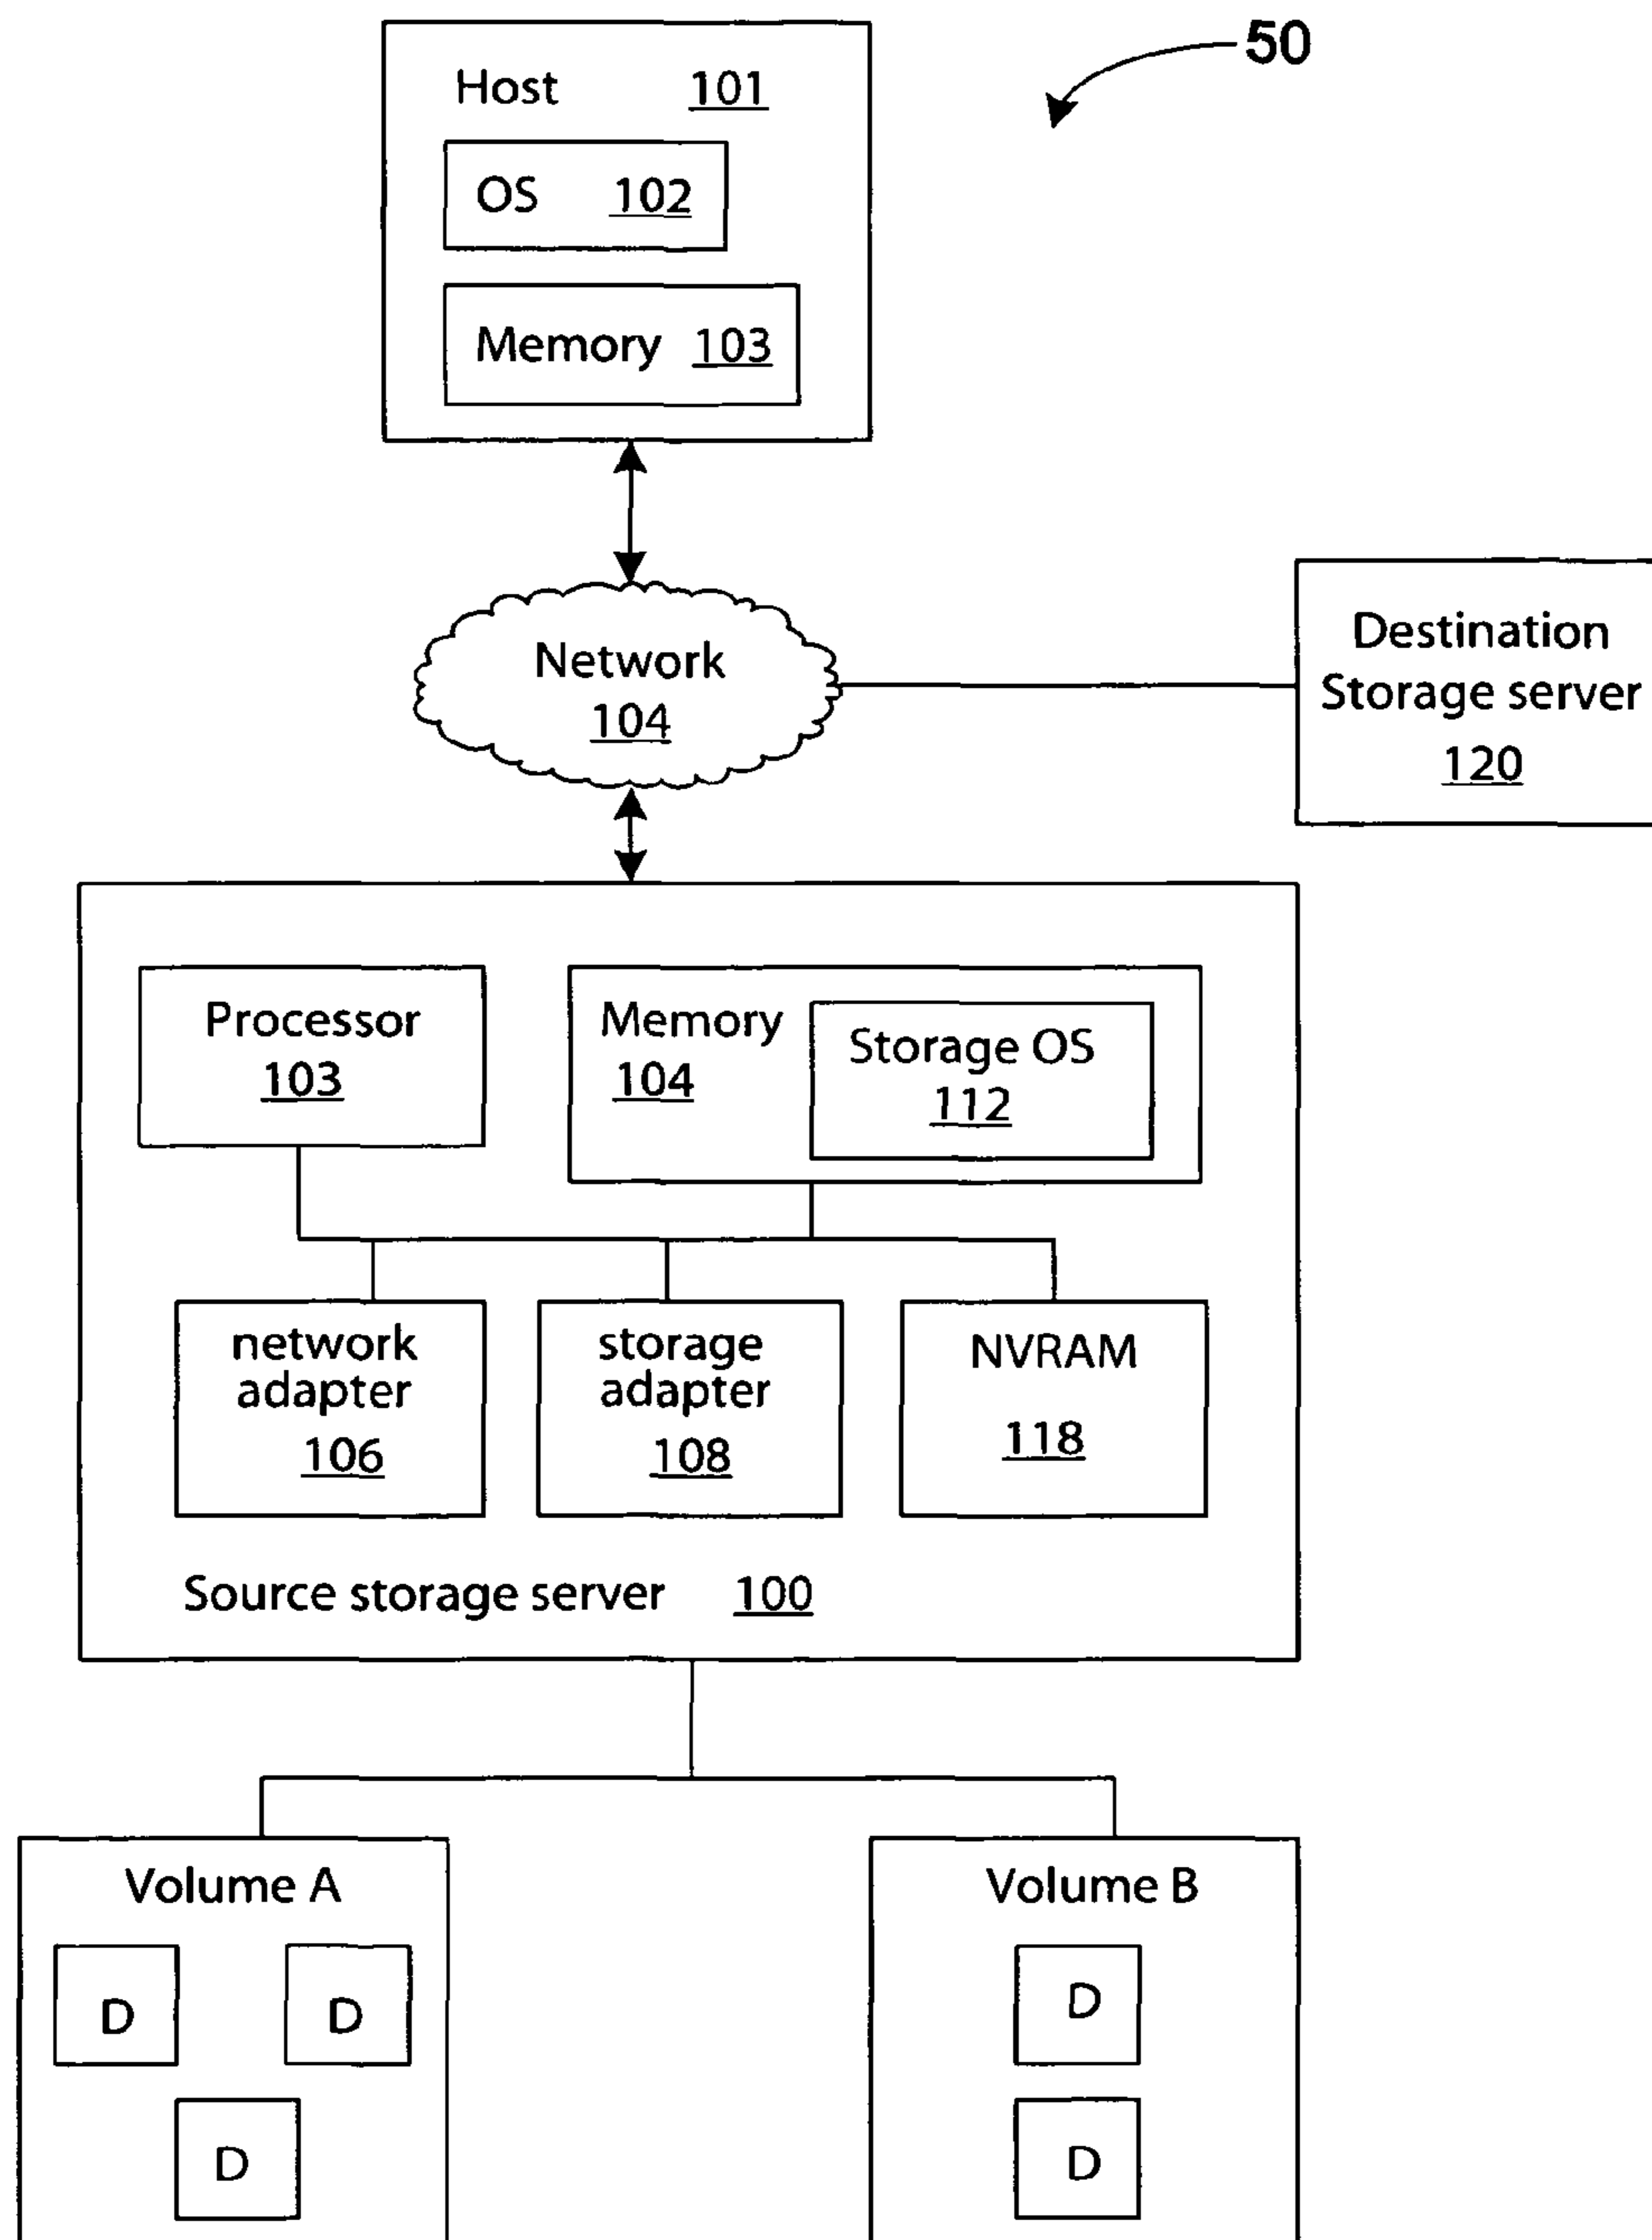 50
Host 101
OS 102
Memory 103
Network
104
Destination
Storage server
120
Processor
103
Memory
104
Storage OS
112
network
adapter
106
storage
adapter
108
NVRAM
118
Source storage server 100
Volume A
D D
D
Volume B
D
D